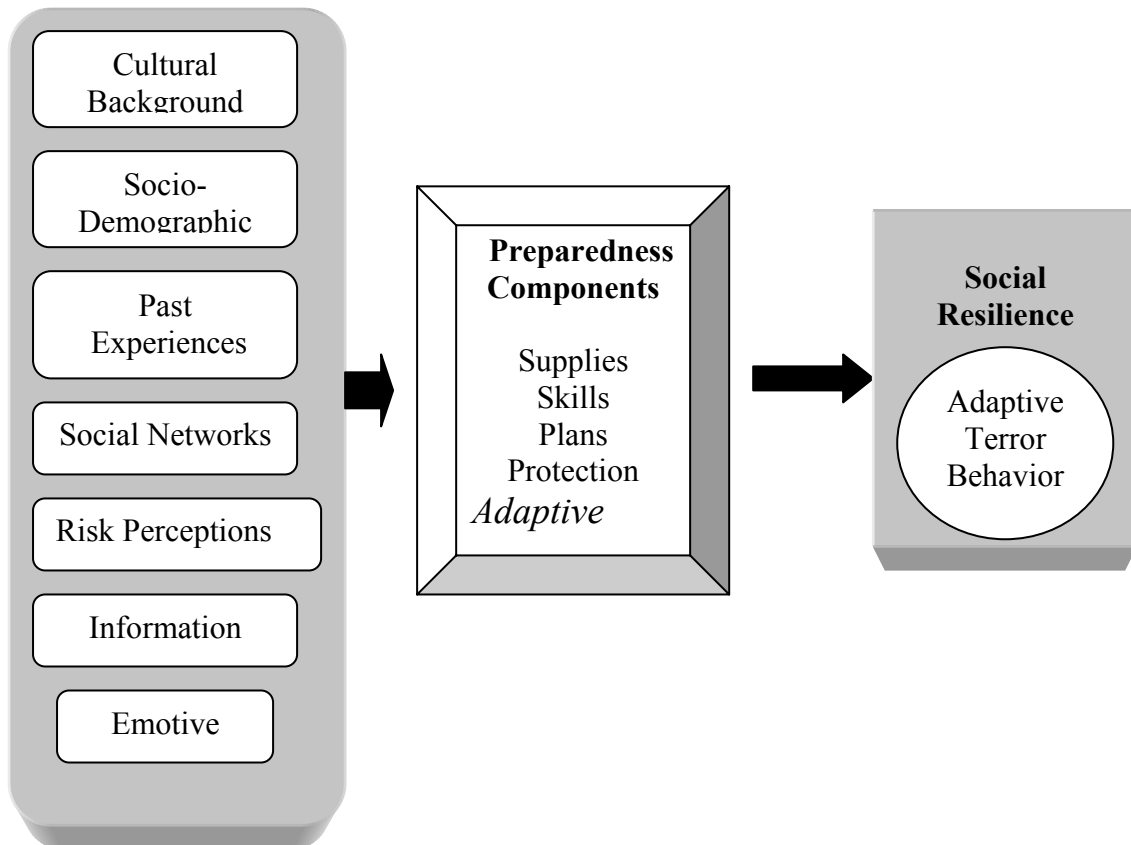 Cultural
Background
Socio-
Demographic
Past
Experiences
Social Networks
Risk Perceptions
Information
Emotive
Preparedness
Components
Supplies
Skills
Plans
Protection
Adaptive
Social
Resilience
Adaptive
Terror
Behavior